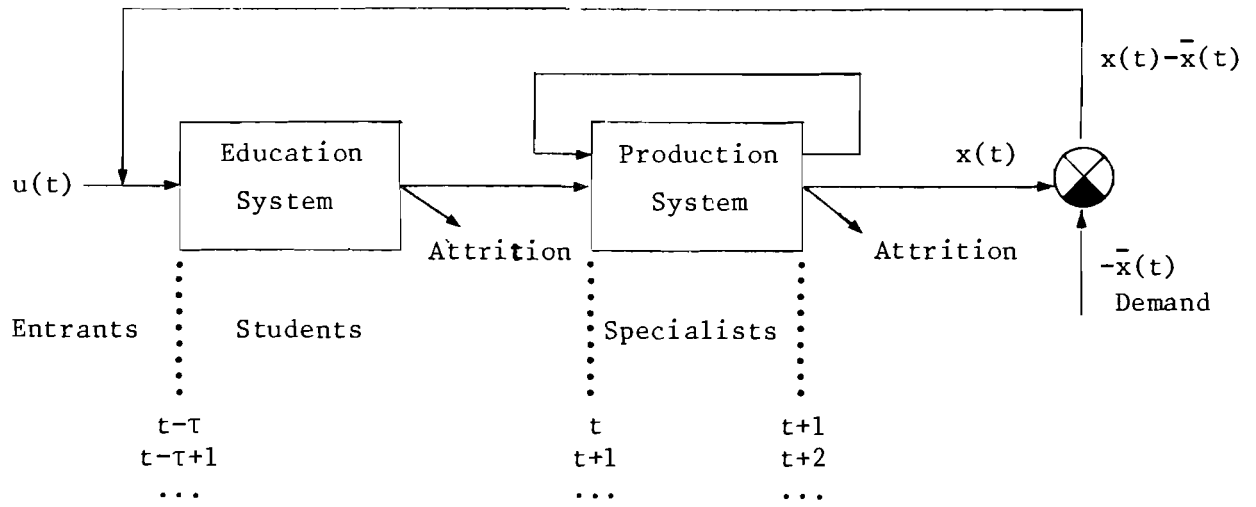 x(t)-x̄(t)
Education
System
Production
System
u(t)
x(t)
Attrition
Attrition
-x̄(t)
Demand
Entrants
Students
Specialists
t-τ
t
t+1
t-τ+1
t+1
t+2
...
...
...